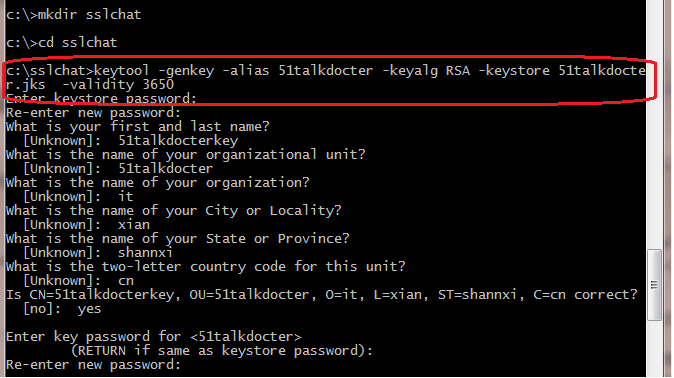 c:\>mkdir sslchat
c:\>cd sslchat
c:\sslchat>keytool -genkey -alias 51talkdocter -keyalg RSA -keystore 51talkdocte
r.jks  -validity 3650
Enter keystore password:
Re-enter new password:
What is your first and last name?
  [Unknown]:  51talkdocterkey
What is the name of your organizational unit?
  [Unknown]:  51talkdocter
What is the name of your organization?
  [Unknown]:  it
What is the name of your City or Locality?
  [Unknown]:  xian
What is the name of your State or Province?
  [Unknown]:  shannxi
What is the two-letter country code for this unit?
  [Unknown]:  cn
Is CN=51talkdocterkey, OU=51talkdocter, O=it, L=xian, ST=shannxi, C=cn correct?
  [no]:  yes
Enter key password for <51talkdocter>
        (RETURN if same as keystore password):
Re-enter new password: